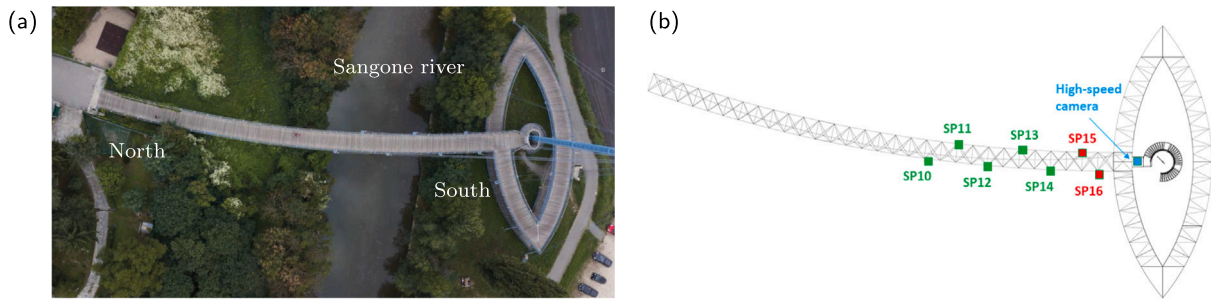 (a)
Sangone river
North
South
(b)
High-speed
camera
SP11
SP13
SP15
SP10
SP12
SP14
SP16